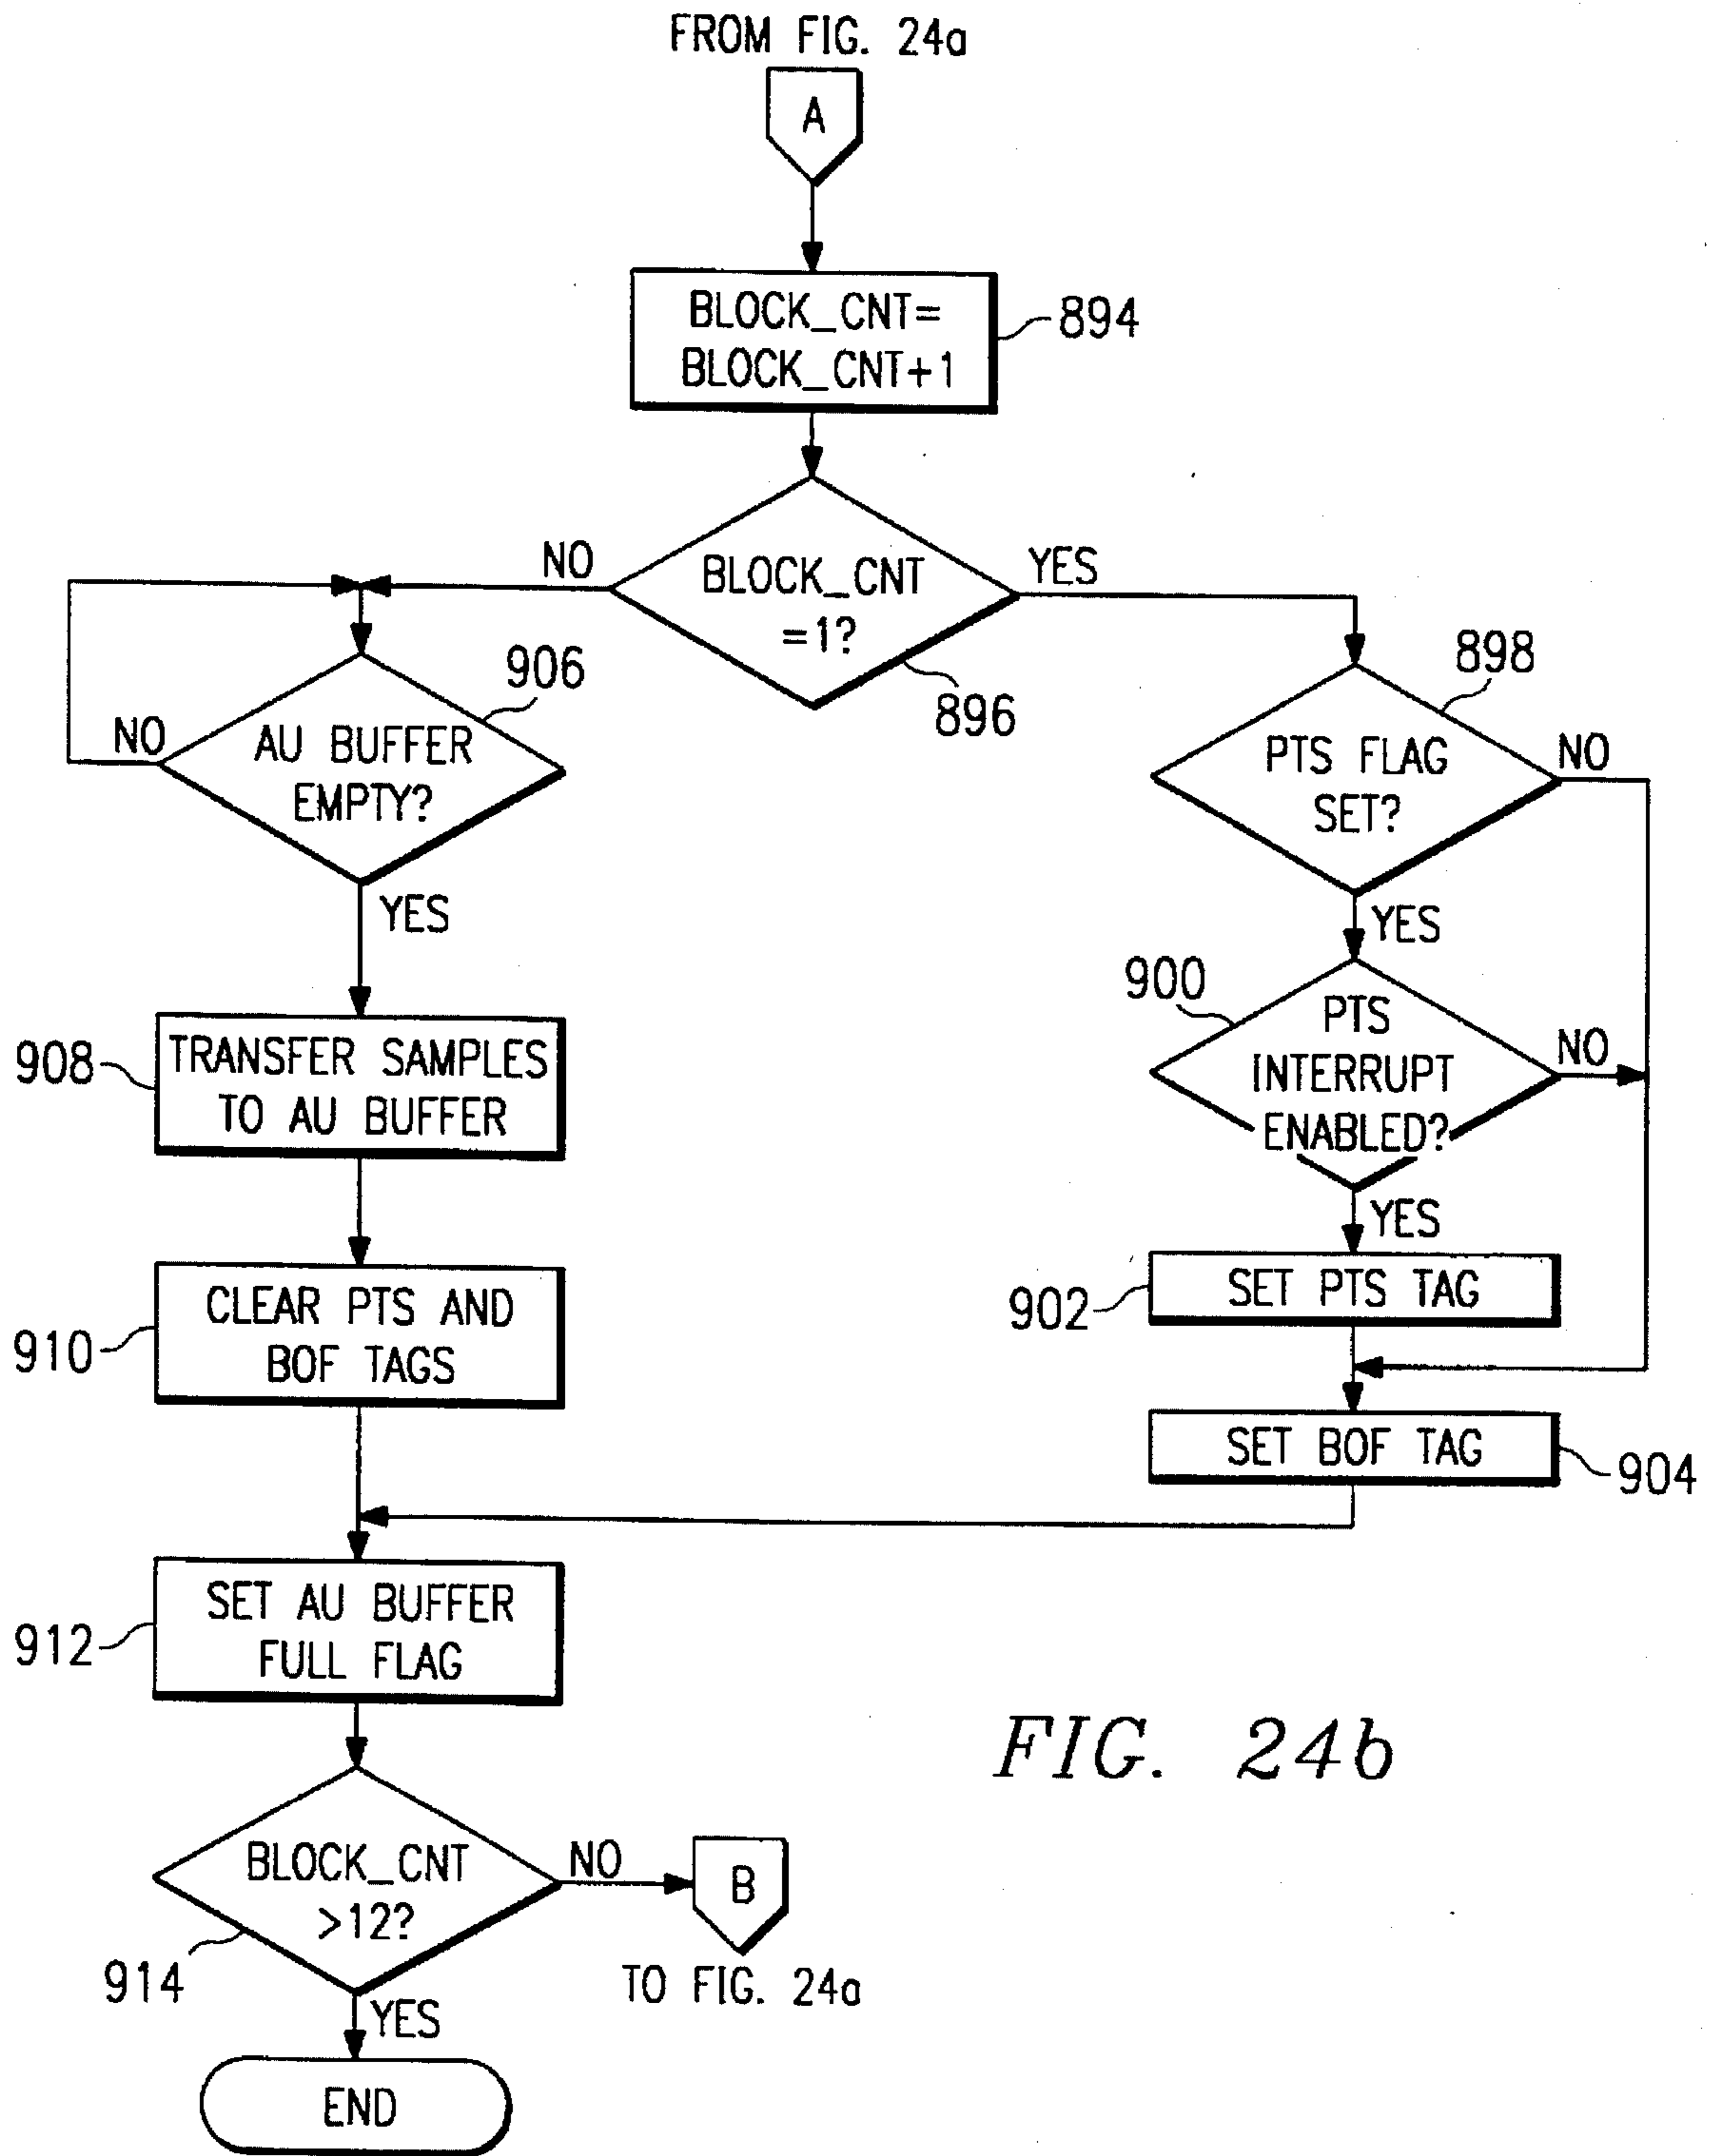 FROM FIG. 24a
A
BLOCK_CNT=
BLOCK_CNT+1
894
BLOCK_CNT
=1?
NO
YES
896
906
AU BUFFER
EMPTY?
NO
YES
898
PTS FLAG
SET?
NO
YES
900
PTS
INTERRUPT
ENABLED?
NO
YES
908
TRANSFER SAMPLES
TO AU BUFFER
902
SET PTS TAG
910
CLEAR PTS AND
BOF TAGS
SET BOF TAG
904
912
SET AU BUFFER
FULL FLAG
FIG. 24b
BLOCK_CNT
>12?
NO
B
914
TO FIG. 24a
YES
END